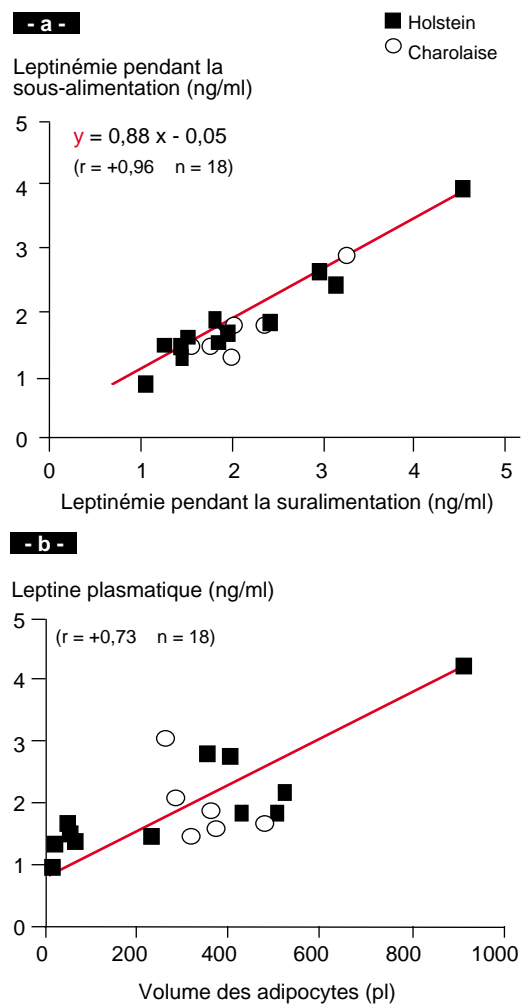 - a -
Holstein
Charolaise
Leptinémie pendant la
sous-alimentation (ng/ml)
y = 0,88 x - 0,05
(r = +0,96 n = 18)
5
4
3
2
1
0
0 1 2 3 4 5
Leptinémie pendant la suralimentation (ng/ml)
- b -
Leptine plasmatique (ng/ml)
(r = +0,73 n = 18)
5
4
3
2
1
0
0 200 400 600 800 1000
Volume des adipocytes (pl)